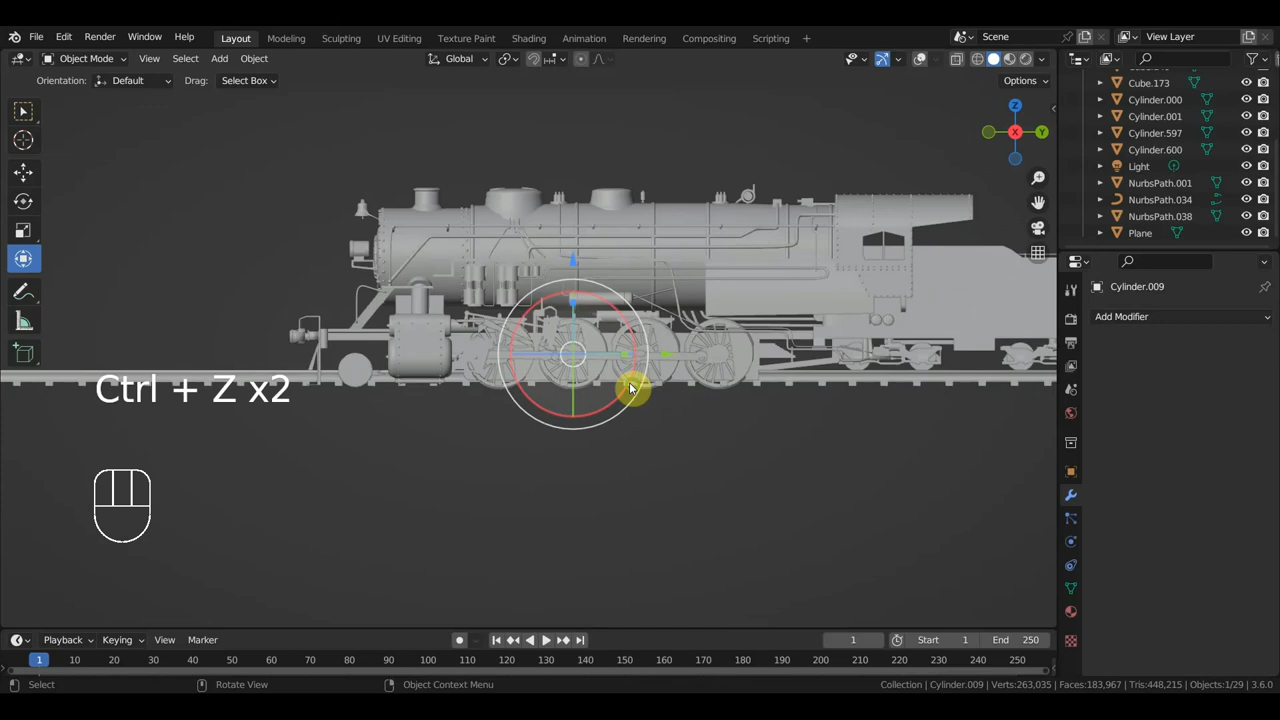 File Edit Render Window Help Layout Modeling Sculpting UV Editing Texture Paint Shading Animation Rendering Compositing Scripting + Scene View Layer
Object Mode View Select Add Object Global
Orientation: Default Drag: Select Box Options
Cube.173
Cylinder.000
Cylinder.001
Cylinder.597
Cylinder.600
Light
NurbsPath.001
NurbsPath.034
NurbsPath.038
Plane
Z
Y
X
Cylinder.009
Add Modifier
Ctrl + Z x2
Playback Keying View Marker 1 Start 1 End 250
1 10 20 30 40 50 60 70 80 90 100 110 120 130 140 150 160 170 180 190 200 210 220 230 240 250
Select Rotate View Object Context Menu Collection | Cylinder.009 | Verts:263,035 | Faces:183,967 | Tris:448,215 | Objects:1/29 | 3.6.0